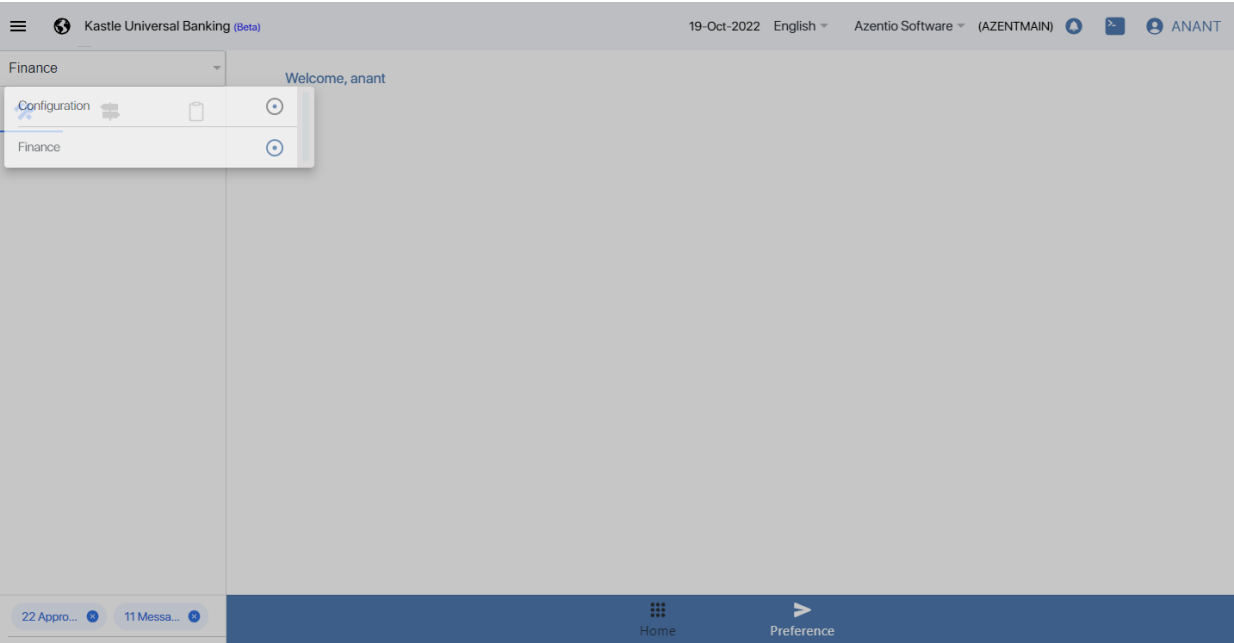 Kastle Universal Banking (Beta) 19-Oct-2022 English Azentio Software (AZENTMAIN) ANANT
Finance
Welcome, anant
Configuration
Finance
22 Appro... 11 Messa...
Home Preference